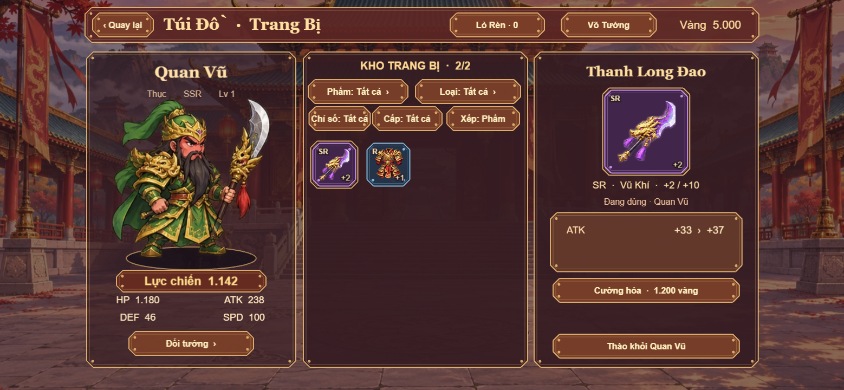 ‹ Quay lại
Túi Đồ · Trang Bị
Lò Rèn · 0
Võ Tướng
Vàng 5.000
Quan Vũ
Thục SSR Lv 1
Lực chiến 1.142
HP 1.180 ATK 238
DEF 46 SPD 100
Đổi tướng ›
KHO TRANG BỊ · 2/2
Phẩm: Tất cả ›
Loại: Tất cả ›
Chỉ số: Tất cả
Cấp: Tất cả
Xếp: Phẩm
SR
+2
R
+1
Thanh Long Đao
SR
+2
SR · Vũ Khí · +2 / +10
Đang dùng · Quan Vũ
ATK +33 › +37
Cường hóa · 1.200 vàng
Tháo khỏi Quan Vũ